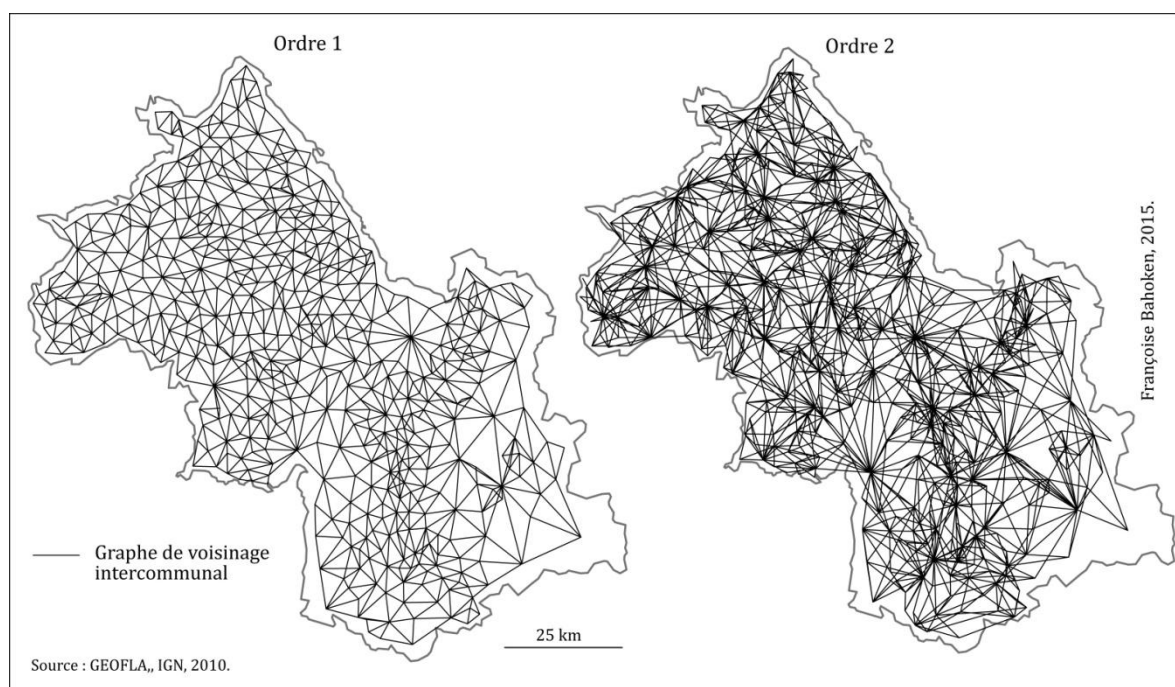 Ordre 1
Ordre 2
Françoise Bahoken, 2015.
Graphe de voisinage
intercommunal
25 km
Source : GEOFLA,, IGN, 2010.